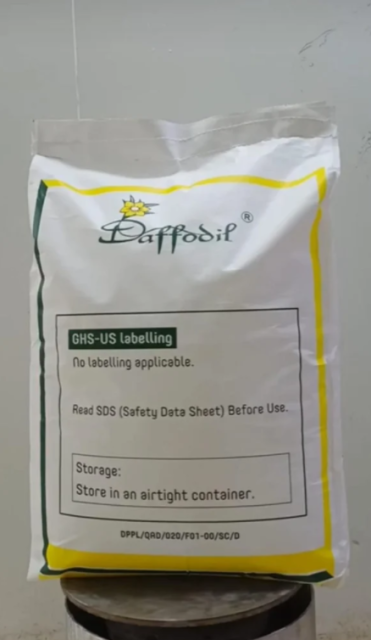 Daffodil ®
GHS-US labelling
No labelling applicable.
Read SDS (Safety Data Sheet) Before Use.
Storage:
Store in an airtight container.
DPPL/QAD/020/F01-00/SC/D